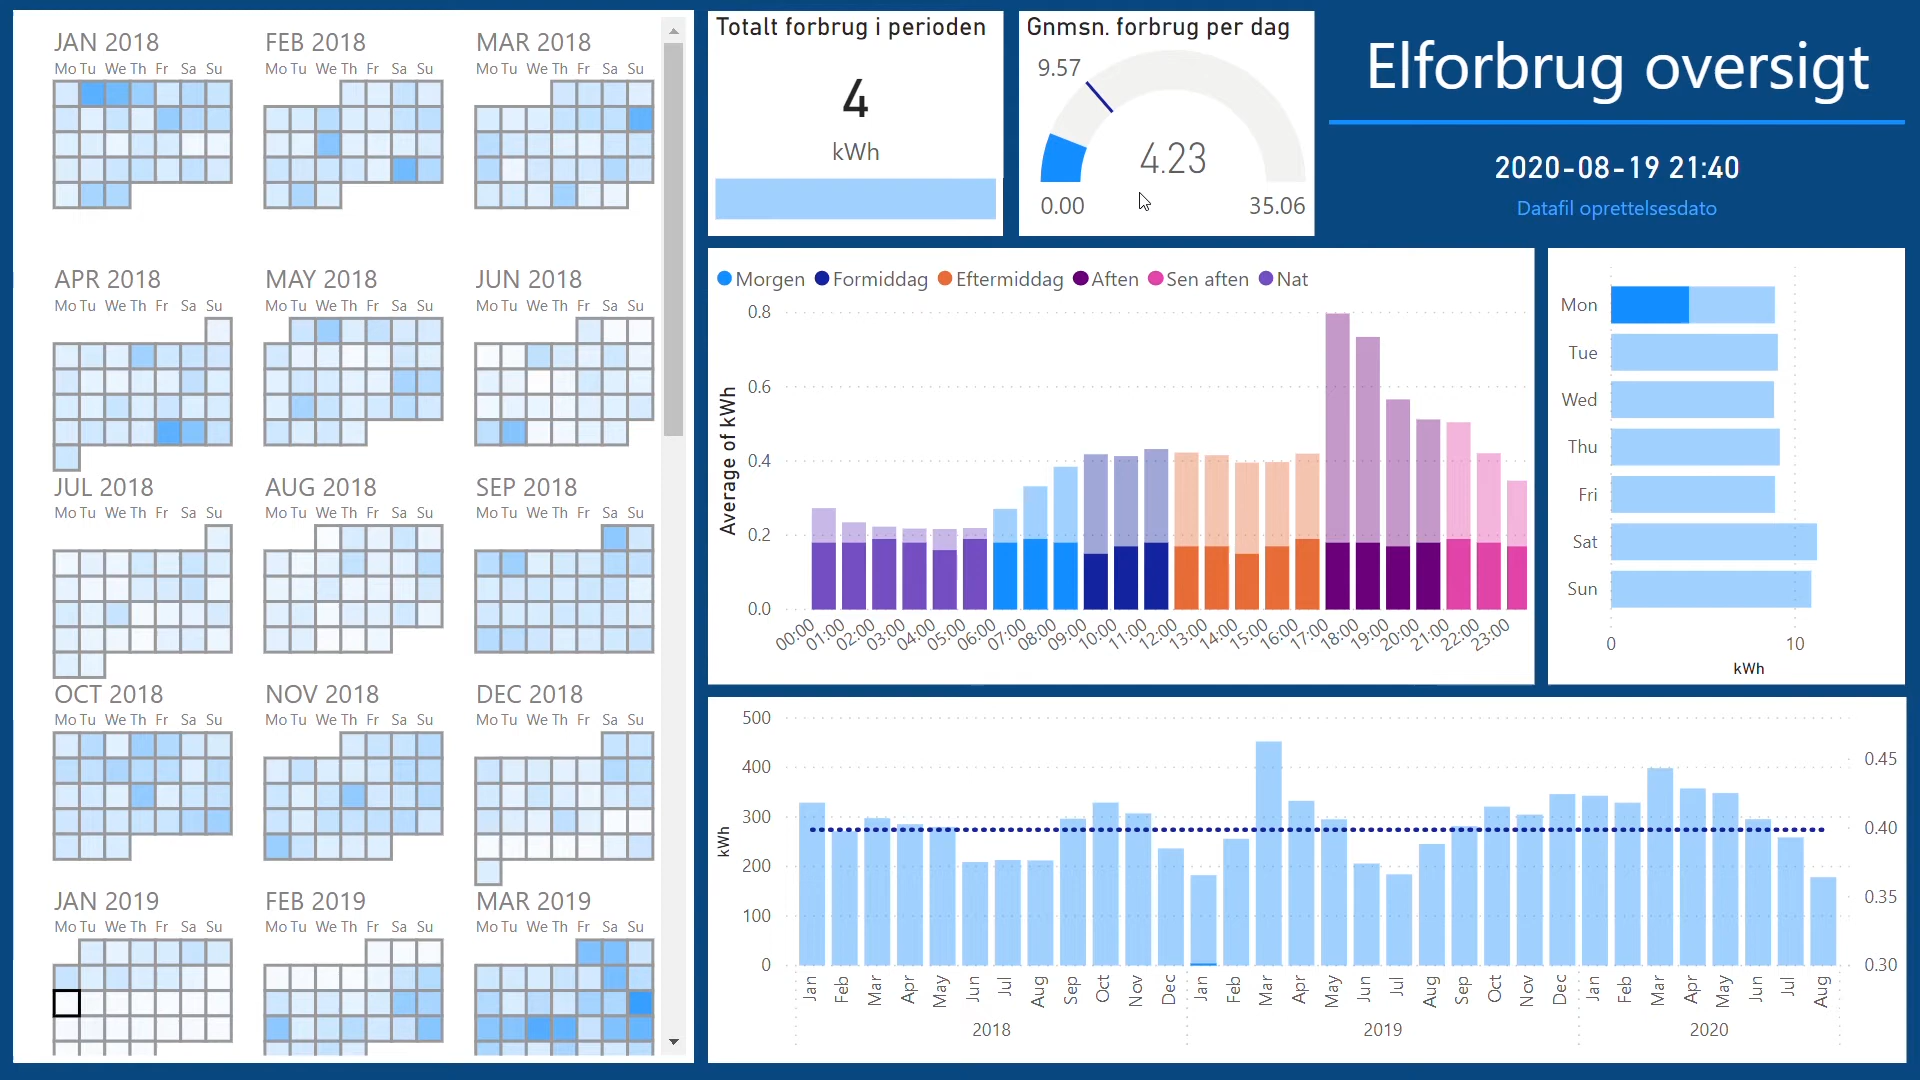 JAN 2018 FEB 2018 MAR 2018
Mo Tu We Th Fr Sa Su Mo Tu We Th Fr Sa Su Mo Tu We Th Fr Sa Su
APR 2018 MAY 2018 JUN 2018
Mo Tu We Th Fr Sa Su Mo Tu We Th Fr Sa Su Mo Tu We Th Fr Sa Su
JUL 2018 AUG 2018 SEP 2018
Mo Tu We Th Fr Sa Su Mo Tu We Th Fr Sa Su Mo Tu We Th Fr Sa Su
OCT 2018 NOV 2018 DEC 2018
Mo Tu We Th Fr Sa Su Mo Tu We Th Fr Sa Su Mo Tu We Th Fr Sa Su
JAN 2019 FEB 2019 MAR 2019
Mo Tu We Th Fr Sa Su Mo Tu We Th Fr Sa Su Mo Tu We Th Fr Sa Su
Totalt forbrug i perioden
4
kWh
Gnmsn. forbrug per dag
9.57
4.23
0.00 35.06
Elforbrug oversigt
2020-08-19 21:40
Datafil oprettelsesdato
Morgen Formiddag Eftermiddag Aften Sen aften Nat
Average of kWh
0.8
0.6
0.4
0.2
0.0
00:00 01:00 02:00 03:00 04:00 05:00 06:00 07:00 08:00 09:00 10:00 11:00 12:00 13:00 14:00 15:00 16:00 17:00 18:00 19:00 20:00 21:00 22:00 23:00
Mon
Tue
Wed
Thu
Fri
Sat
Sun
0 10
kWh
kWh
500
400
300
200
100
0
0.45
0.40
0.35
0.30
Jan Feb Mar Apr May Jun Jul Aug Sep Oct Nov Dec Jan Feb Mar Apr May Jun Jul Aug Sep Oct Nov Dec Jan Feb Mar Apr May Jun Jul Aug
2018 2019 2020